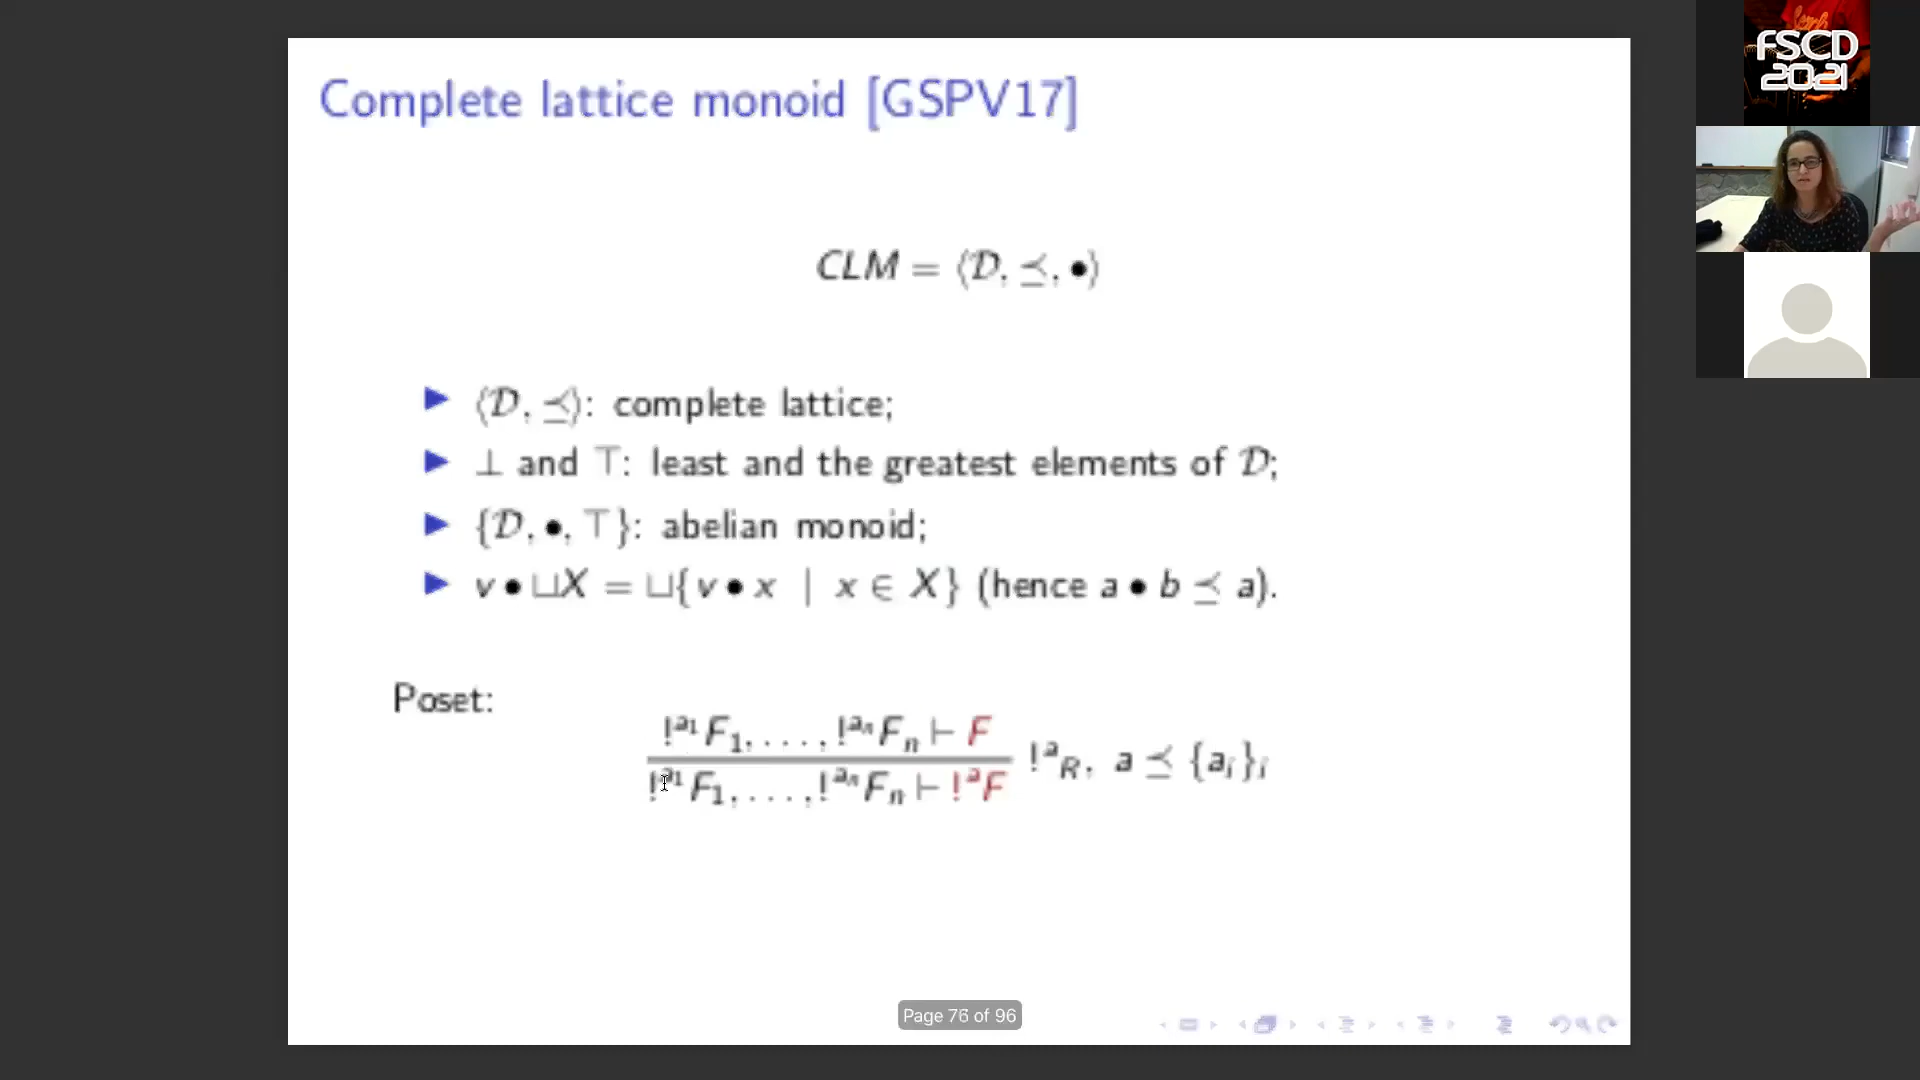 Complete lattice monoid [GSPV17]
CLM = ⟨𝒟, ⪯, •⟩
▶ ⟨𝒟, ⪯⟩: complete lattice;
▶ ⊥ and ⊤: least and the greatest elements of 𝒟;
▶ {𝒟, •, ⊤}: abelian monoid;
▶ v • ⊔X = ⊔{v • x | x ∈ X} (hence a • b ⪯ a).
Poset:
!^{a_1}F_1, . . . , !^{a_n}F_n ⊢ F
!^{a_1}F_1, . . . , !^{a_n}F_n ⊢ !^aF
!^a_R, a ⪯ {a_i}_i
Page 76 of 96
FSCD
2021